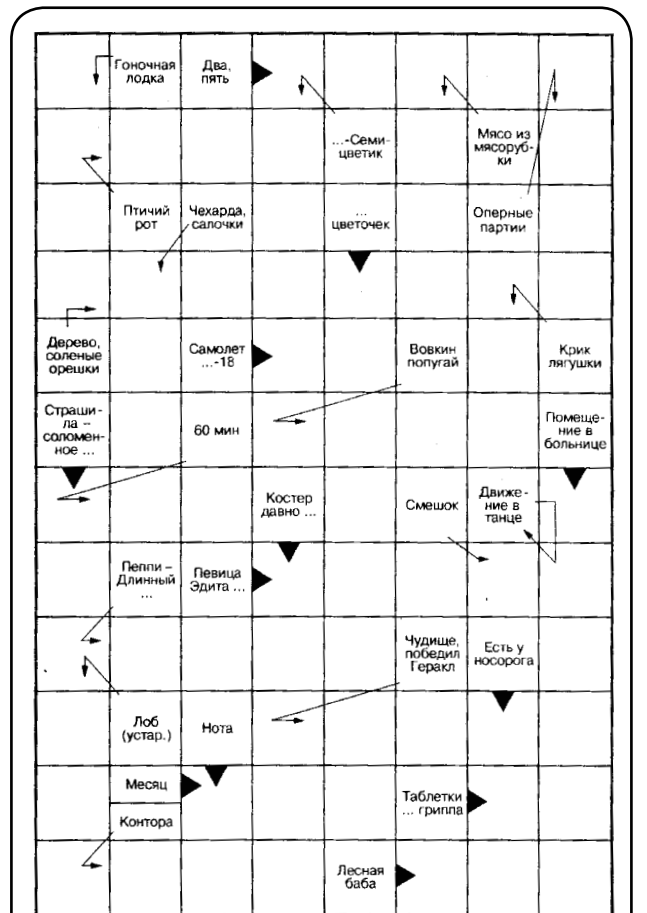 Гоночная
лодка
Два,
пять
...-Семи-
цветик
Мясо из
мясоруб-
ки
Птичий
рот
Чехарда,
салочки
...
цветочек
Оперные
партии
Дерево,
соленые
орешки
Самолет
...-18
Вовкин
попугай
Крик
лягушки
Страши-
ла –
соломен-
ное ...
60 мин
Помеще-
ние в
больнице
Костер
давно ...
Смешок
Движе-
ние в
танце
Пеппи –
Длинный
...
Певица
Эдита ...
Чудище,
победил
Геракл
Есть у
носорога
Лоб
(устар.)
Нота
Месяц
Таблетки
... гриппа
Контора
Лесная
баба